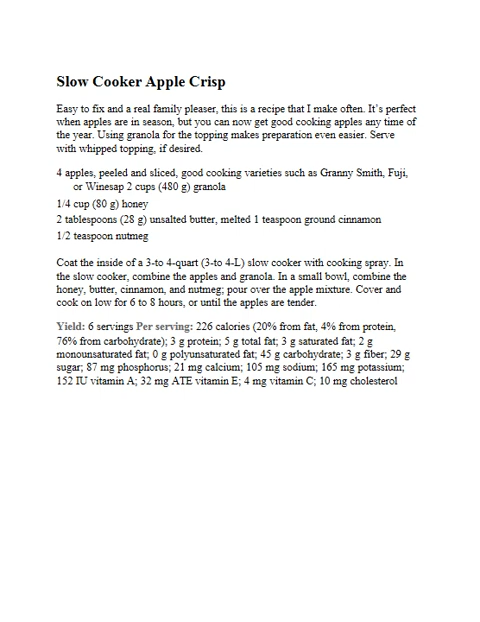 Slow Cooker Apple Crisp
Easy to fix and a real family pleaser, this is a recipe that I make often. It's perfect
when apples are in season, but you can now get good cooking apples any time of
the year. Using granola for the topping makes preparation even easier. Serve
with whipped topping, if desired.
4 apples, peeled and sliced, good cooking varieties such as Granny Smith, Fuji,
or Winesap 2 cups (480 g) granola
1/4 cup (80 g) honey
2 tablespoons (28 g) unsalted butter, melted 1 teaspoon ground cinnamon
1/2 teaspoon nutmeg
Coat the inside of a 3-to 4-quart (3-to 4-L) slow cooker with cooking spray. In
the slow cooker, combine the apples and granola. In a small bowl, combine the
honey, butter, cinnamon, and nutmeg; pour over the apple mixture. Cover and
cook on low for 6 to 8 hours, or until the apples are tender.
Yield: 6 servings Per serving: 226 calories (20% from fat, 4% from protein,
76% from carbohydrate); 3 g protein; 5 g total fat; 3 g saturated fat; 2 g
monounsaturated fat; 0 g polyunsaturated fat; 45 g carbohydrate; 3 g fiber; 29 g
sugar; 87 mg phosphorus; 21 mg calcium; 105 mg sodium; 165 mg potassium;
152 IU vitamin A; 32 mg ATE vitamin E; 4 mg vitamin C; 10 mg cholesterol